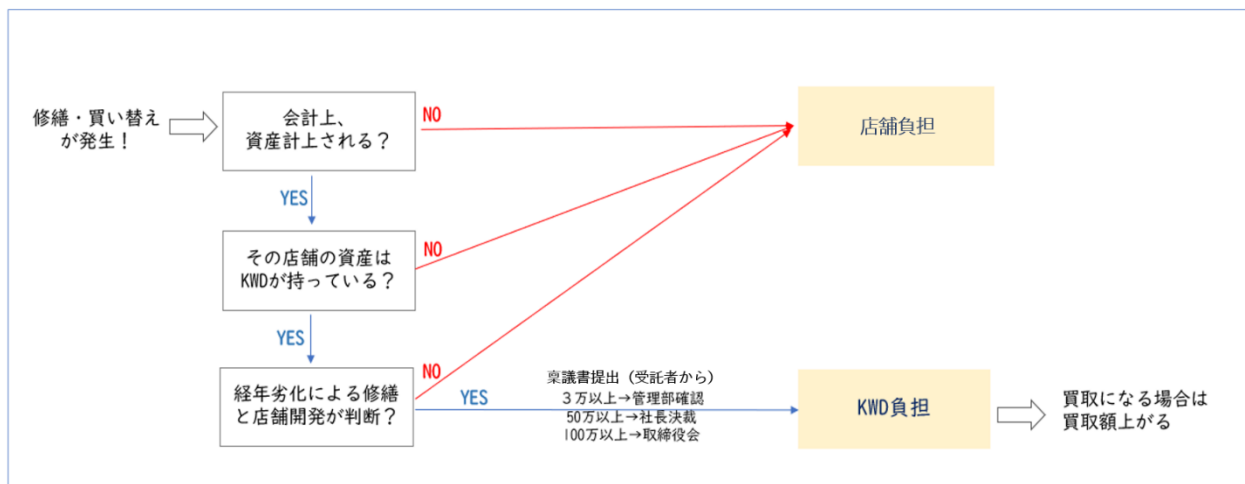 修繕・買い替え
が発生！
会計上、
資産計上される？
NO
店舗負担
YES
その店舗の資産は
KWDが持っている？
NO
YES
経年劣化による修繕
と店舗開発が判断？
NO
YES
稟議書提出（受託者から）
３万以上→管理部確認
50万以上→社長決裁
100万以上→取締役会
KWD負担
買取になる場合は
買取額上がる